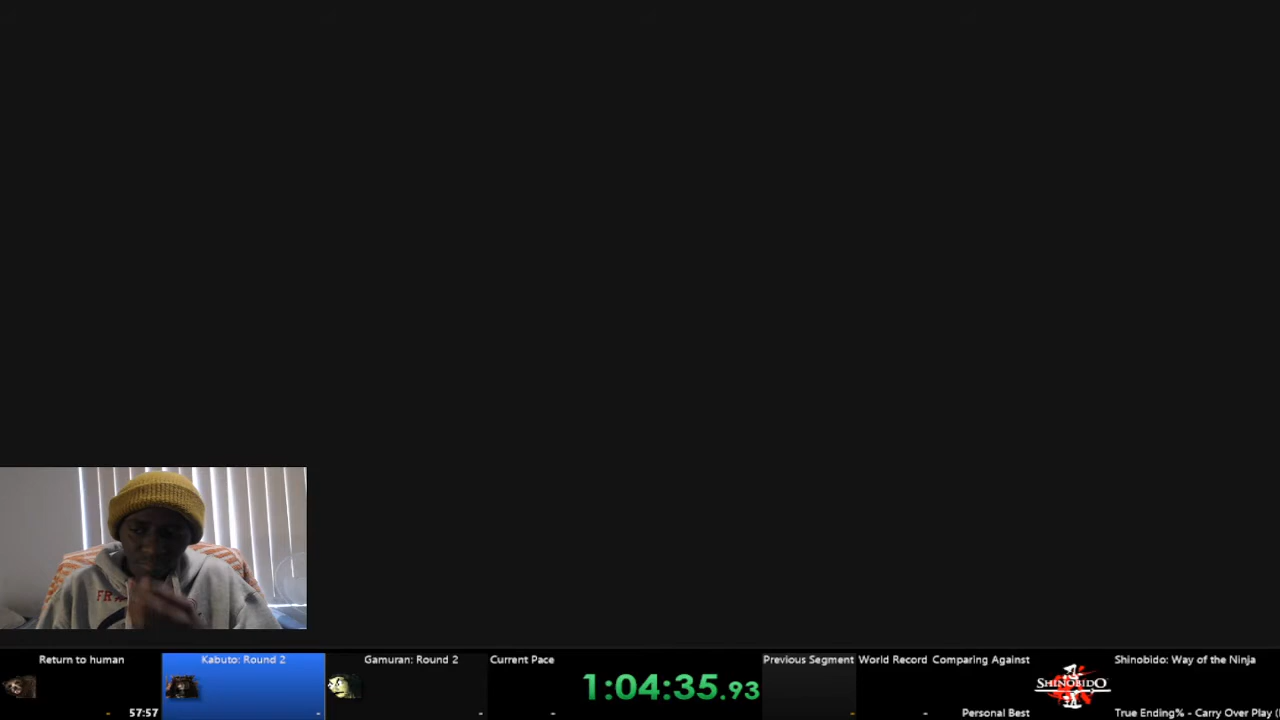 Return to human
Kabuto: Round 2
Gamuran: Round 2
Current Pace
1:04:35.93
Previous Segment
World Record
Comparing Against
SHINOBIDO
Shinobido: Way of the Ninja
-
57:57
-
-
-
-
-
Personal Best
True Ending% - Carry Over Play (